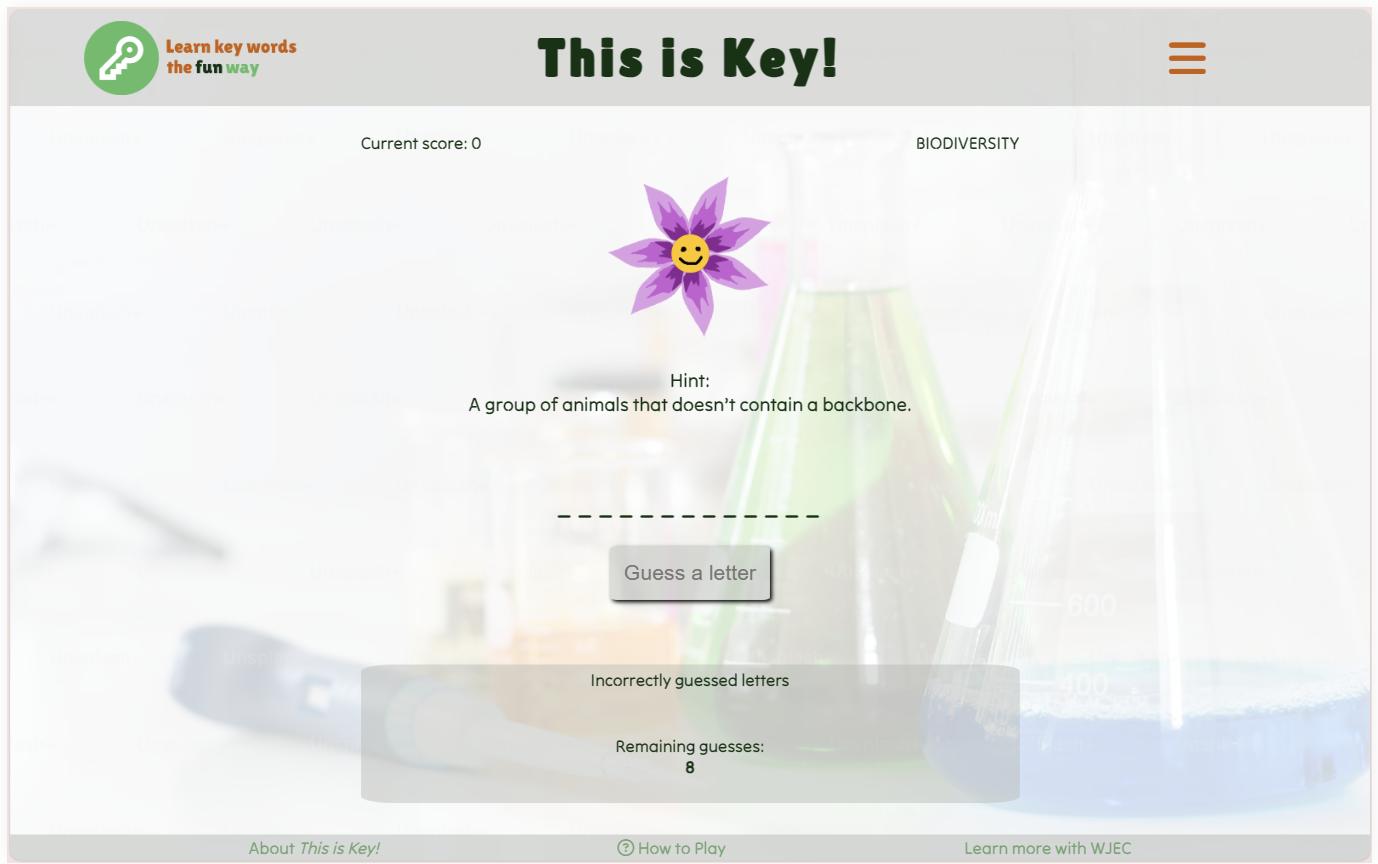 Learn key words
the fun way
This is Key!
Current score: 0
BIODIVERSITY
Hint:
A group of animals that doesn’t contain a backbone.
_ _ _ _ _ _ _ _ _ _ _ _ _
Guess a letter
600
400
Incorrectly guessed letters
Remaining guesses:
8
About This is Key!
? How to Play
Learn more with WJEC